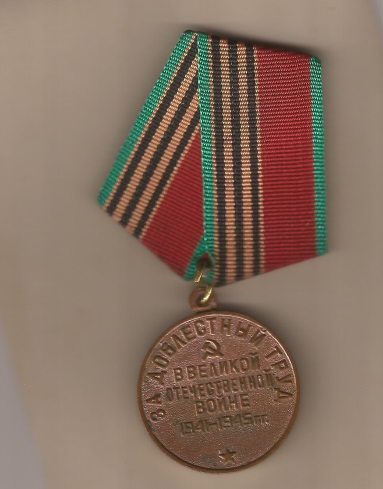 ЗА ДОБЛЕСТНЫЙ ТРУД
В ВЕЛИКОЙ
ОТЕЧЕСТВЕННОЙ
ВОЙНЕ
1941-1945 гг.